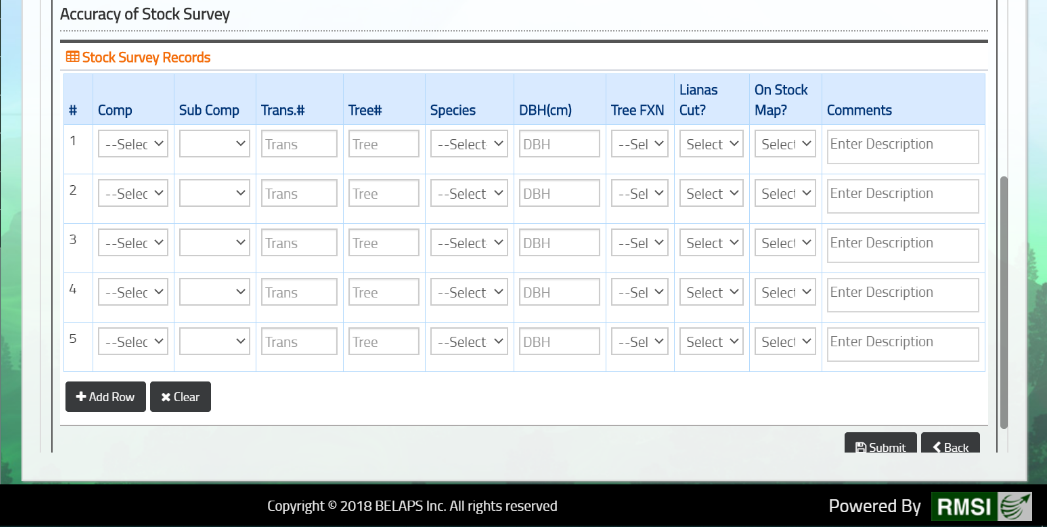 Accuracy of Stock Survey
Stock Survey Records
# Comp Sub Comp Trans.# Tree# Species DBH(cm) Tree FXN Lianas Cut? On Stock Map? Comments
1 --Selec Trans Tree --Select DBH --Sel Select Select Enter Description
2 --Selec Trans Tree --Select DBH --Sel Select Select Enter Description
3 --Selec Trans Tree --Select DBH --Sel Select Select Enter Description
4 --Selec Trans Tree --Select DBH --Sel Select Select Enter Description
5 --Selec Trans Tree --Select DBH --Sel Select Select Enter Description
Add Row Clear
Submit Back
Copyright © 2018 BELAPS Inc. All rights reserved
Powered By RMSI